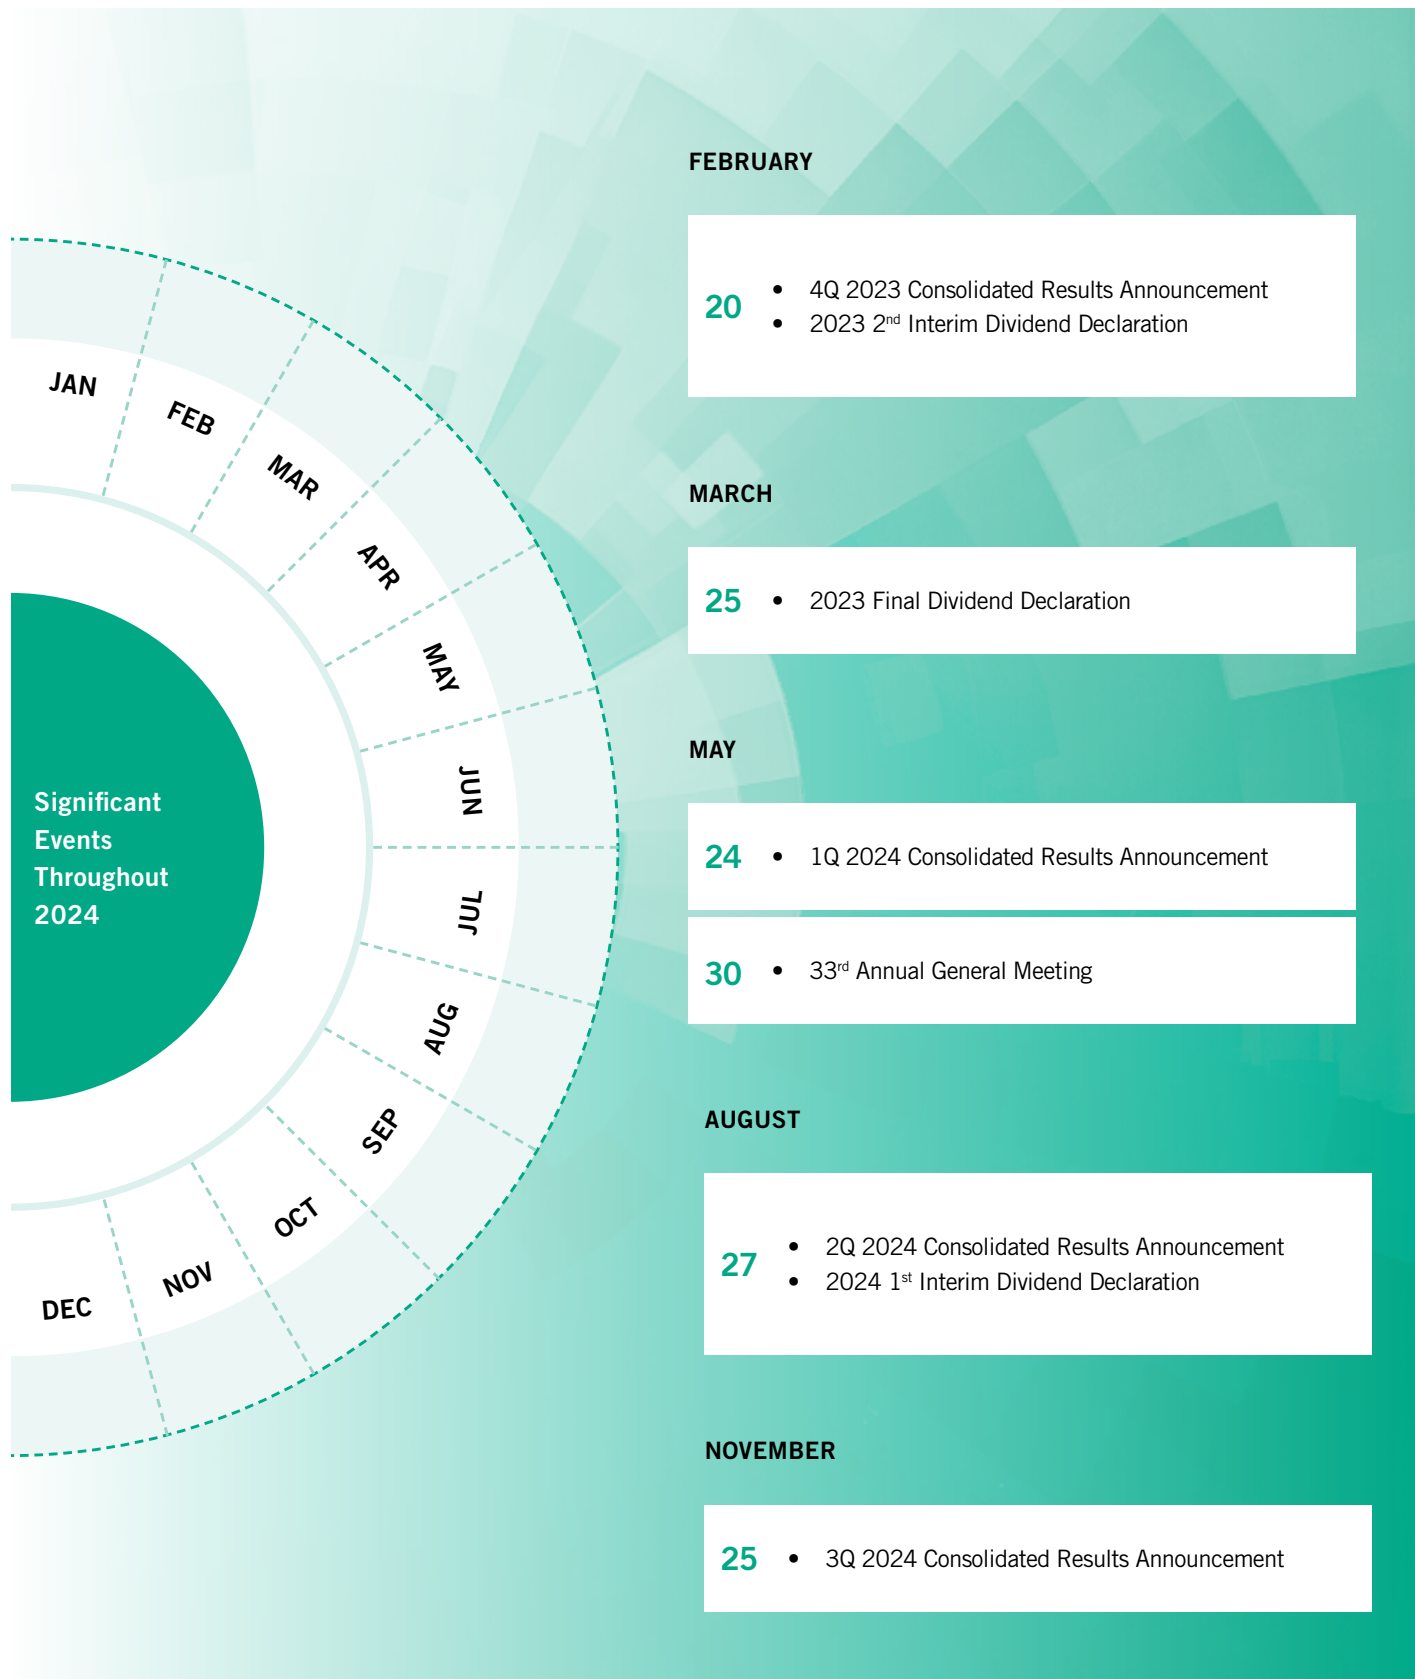 JAN
FEB
MAR
APR
MAY
JUN
JUL
AUG
SEP
OCT
NOV
DEC
Significant
Events
Throughout
2024
FEBRUARY
20
• 4Q 2023 Consolidated Results Announcement
• 2023 2nd Interim Dividend Declaration
MARCH
25 • 2023 Final Dividend Declaration
MAY
24 • 1Q 2024 Consolidated Results Announcement
30 • 33rd Annual General Meeting
AUGUST
27
• 2Q 2024 Consolidated Results Announcement
• 2024 1st Interim Dividend Declaration
NOVEMBER
25 • 3Q 2024 Consolidated Results Announcement